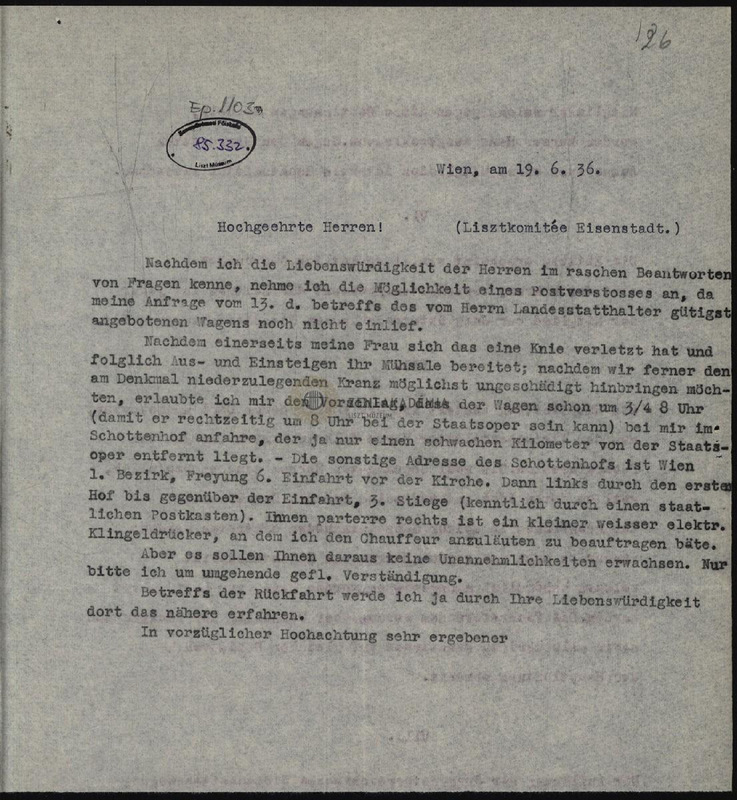 126
Ep. 1103
85.332
Liszt Múzeum
Wien, am 19. 6. 36.
Hochgeehrte Herren! (Lisztkomitée Eisenstadt.)
Nachdem ich die Liebenswürdigkeit der Herren im raschen Beantworten
von Fragen kenne, nehme ich die Möglichkeit eines Postverstosses an, da
meine Anfrage vom 13. d. betreffs des vom Herrn Landesstatthalter gütigst
angebotenen Wagens noch nicht einlief.
Nachdem einerseits meine Frau sich das eine Knie verletzt hat und
folglich Aus- und Einsteigen ihr Mühsale bereitet; nachdem wir ferner den
am Denkmal niederzulegenden Kranz möglichst ungeschädigt hinbringen möch-
ten, erlaubte ich mir den Vorschlag, dass der Wagen schon um 3/4 8 Uhr
(damit er rechtzeitig um 8 Uhr bei der Staatsoper sein kann) bei mir im
Schottenhof anfahre, der ja nur einen schwachen Kilometer von der Staats-
oper entfernt liegt. - Die sonstige Adresse des Schottenhofs ist Wien
1. Bezirk, Freyung 6. Einfahrt vor der Kirche. Dann links durch den ersten
Hof bis gegenüber der Einfahrt, 3. Stiege (kenntlich durch einen staat-
lichen Postkasten). Ihnen parterre rechts ist ein kleiner weisser elektr.
Klingeldrücker, an dem ich den Chauffeur anzuläuten zu beauftragen bäte.
Aber es sollen Ihnen daraus keine Unannehmlichkeiten erwachsen. Nur
bitte ich um umgehende gefl. Verständigung.
Betreffs der Rückfahrt werde ich ja durch Ihre Liebenswürdigkeit
dort das nähere erfahren.
In vorzüglicher Hochachtung sehr ergebener